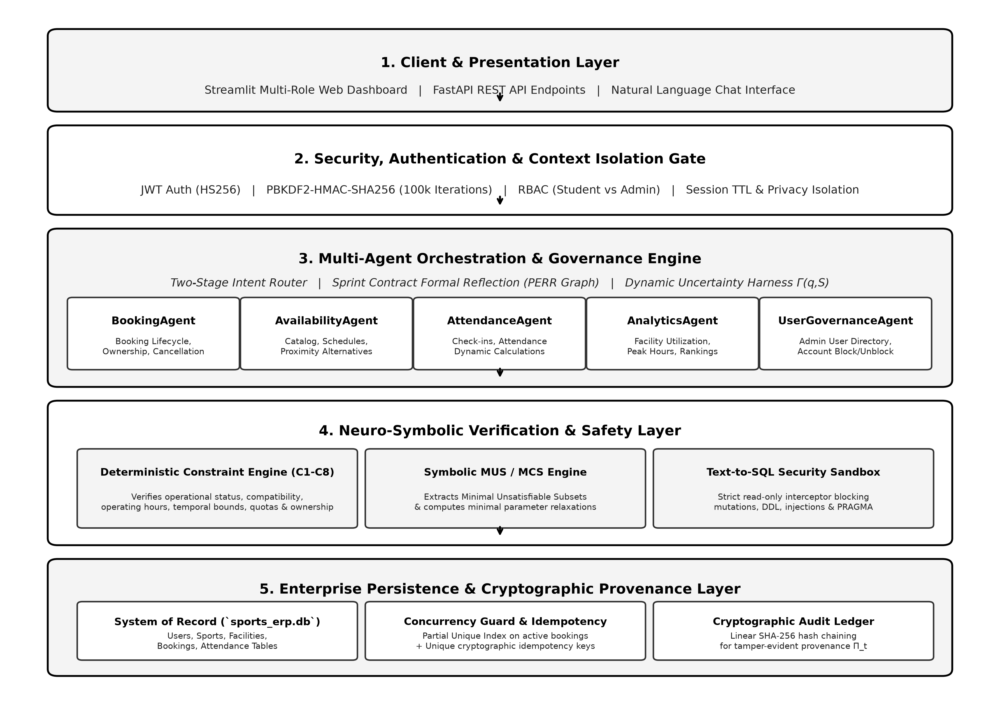 1. Client & Presentation Layer
Streamlit Multi-Role Web Dashboard | FastAPI REST API Endpoints | Natural Language Chat Interface
2. Security, Authentication & Context Isolation Gate
JWT Auth (HS256) | PBKDF2-HMAC-SHA256 (100k Iterations) | RBAC (Student vs Admin) | Session TTL & Privacy Isolation
3. Multi-Agent Orchestration & Governance Engine
Two-Stage Intent Router | Sprint Contract Formal Reflection (PERR Graph) | Dynamic Uncertainty Harness Γ(q,S)
BookingAgent
Booking Lifecycle,
Ownership, Cancellation
AvailabilityAgent
Catalog, Schedules,
Proximity Alternatives
AttendanceAgent
Check-ins, Attendance
Dynamic Calculations
AnalyticsAgent
Facility Utilization,
Peak Hours, Rankings
UserGovernanceAgent
Admin User Directory,
Account Block/Unblock
4. Neuro-Symbolic Verification & Safety Layer
Deterministic Constraint Engine (C1-C8)
Verifies operational status, compatibility,
operating hours, temporal bounds, quotas & ownership
Symbolic MUS / MCS Engine
Extracts Minimal Unsatisfiable Subsets
& computes minimal parameter relaxations
Text-to-SQL Security Sandbox
Strict read-only interceptor blocking
mutations, DDL, injections & PRAGMA
5. Enterprise Persistence & Cryptographic Provenance Layer
System of Record (`sports_erp.db`)
Users, Sports, Facilities,
Bookings, Attendance Tables
Concurrency Guard & Idempotency
Partial Unique Index on active bookings
+ Unique cryptographic idempotency keys
Cryptographic Audit Ledger
Linear SHA-256 hash chaining
for tamper-evident provenance Π_t